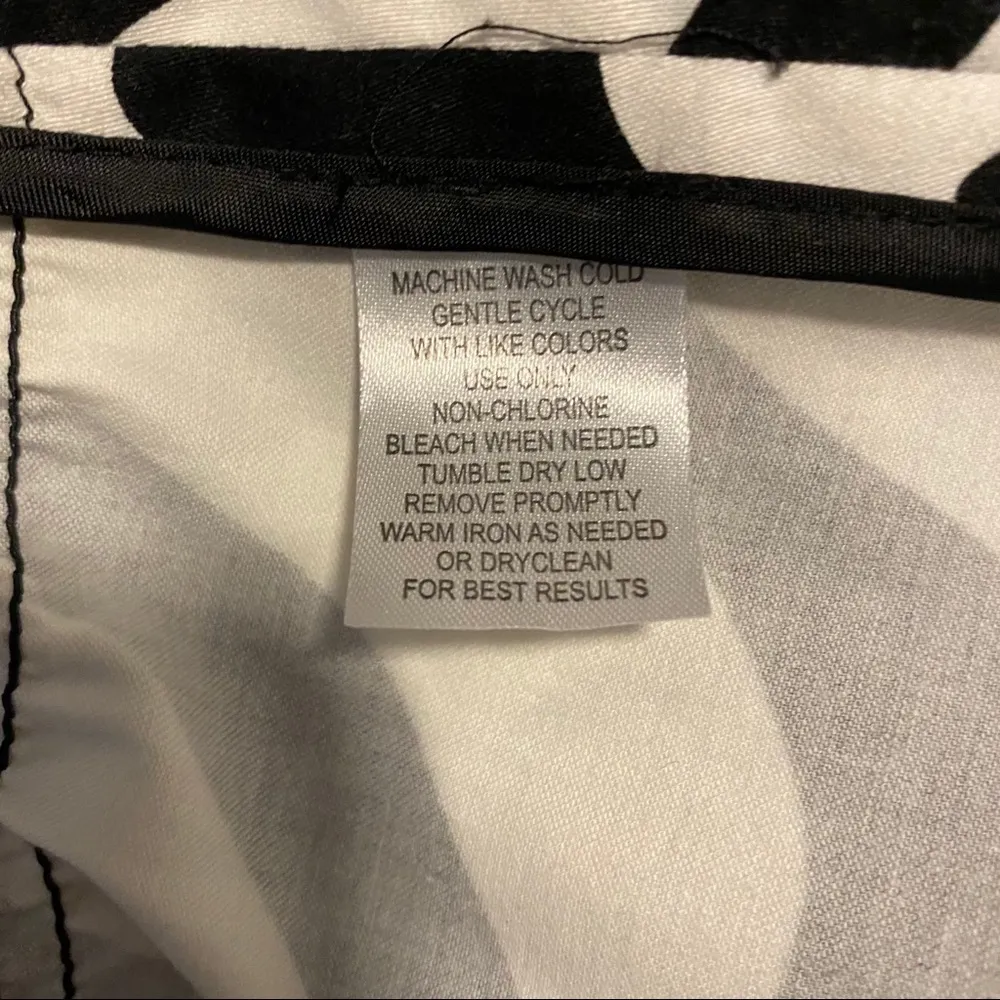 MACHINE WASH COLD
GENTLE CYCLE
WITH LIKE COLORS
USE ONLY
NON-CHLORINE
BLEACH WHEN NEEDED
TUMBLE DRY LOW
REMOVE PROMPTLY
WARM IRON AS NEEDED
OR DRYCLEAN
FOR BEST RESULTS